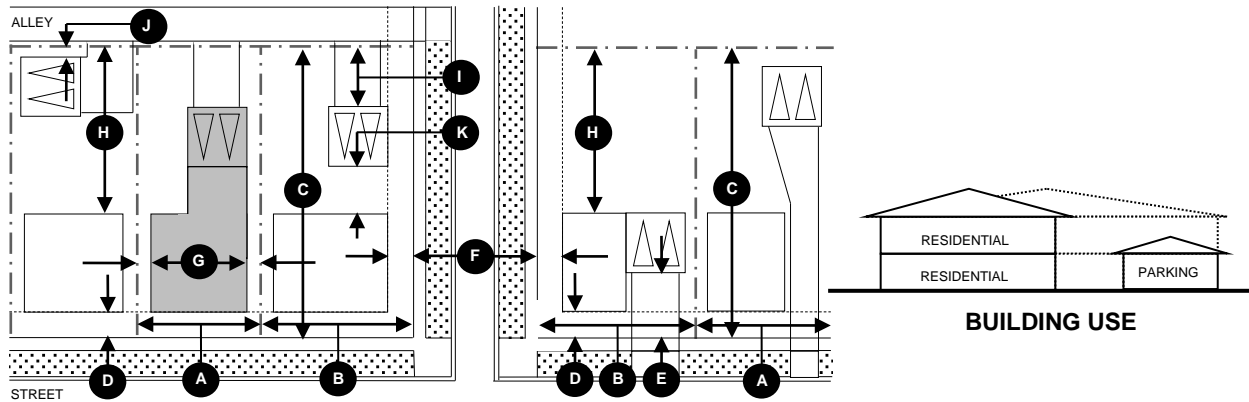 ALLEY
J
I
H
K
H
C
C
G
F
D
A
B
D
B
E
A
STREET
RESIDENTIAL
RESIDENTIAL
PARKING
BUILDING USE